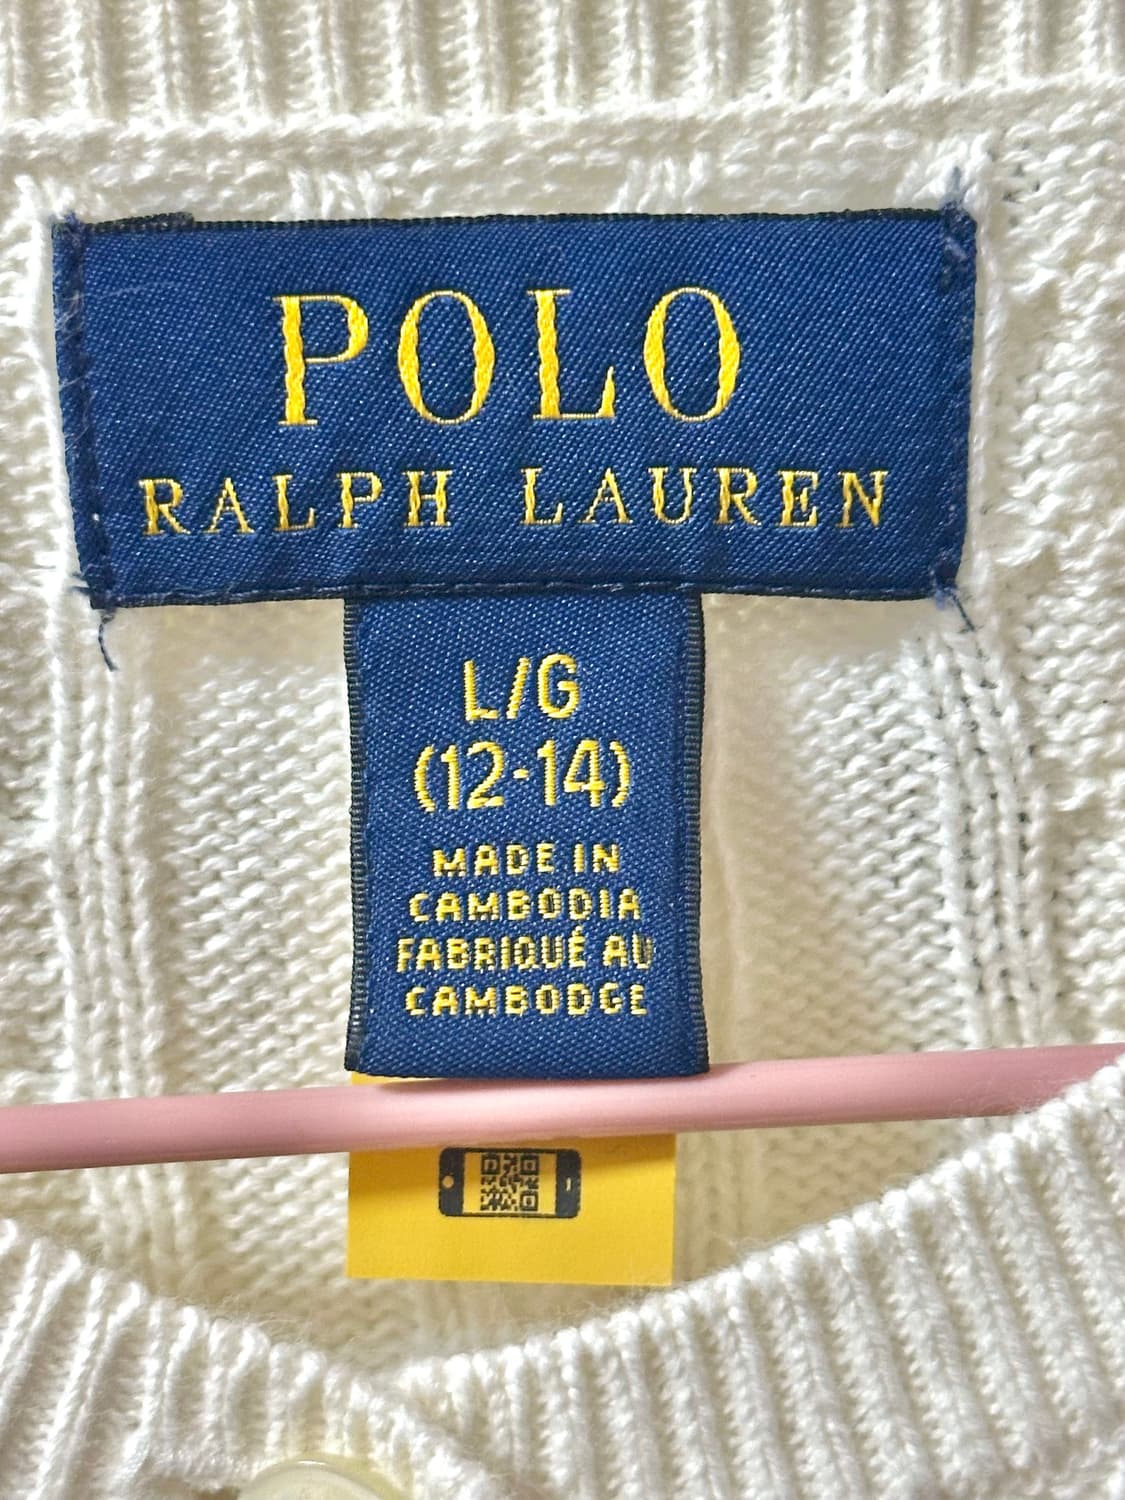 POLO
RALPH LAUREN
L/G
(12-14)
MADE IN
CAMBODIA
FABRIQUÉ AU
CAMBODGE